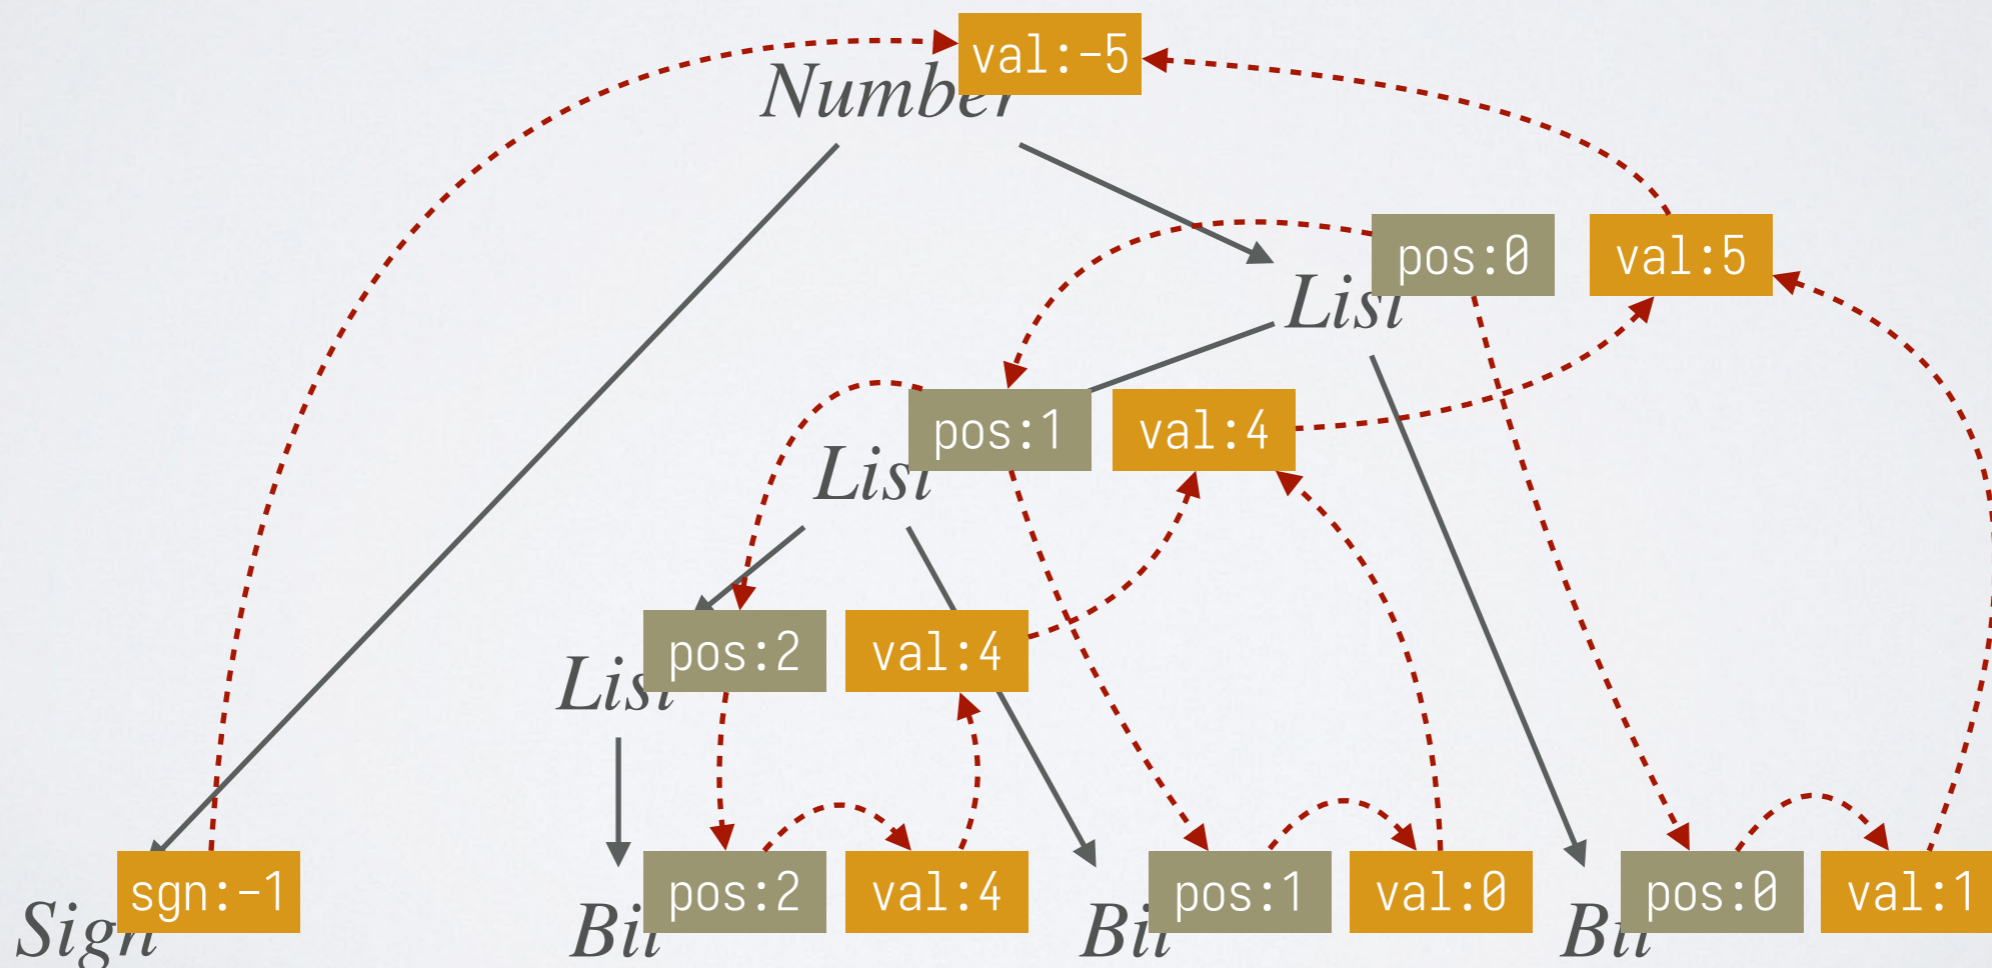 val:-5
Number
pos:0 val:5
List
pos:1 val:4
List
pos:2 val:4
List
sgn:-1 pos:2 val:4 pos:1 val:0 pos:0 val:1
Sign Bit Bit Bit